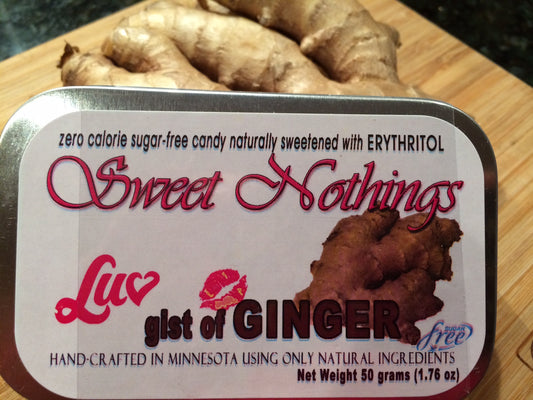 zero calorie sugar-free candy naturally sweetened with ERYTHRITOL
Sweet Nothings
Luv
gist of GINGER
SUGAR
free
HAND-CRAFTED IN MINNESOTA USING ONLY NATURAL INGREDIENTS
Net Weight 50 grams (1.76 oz)